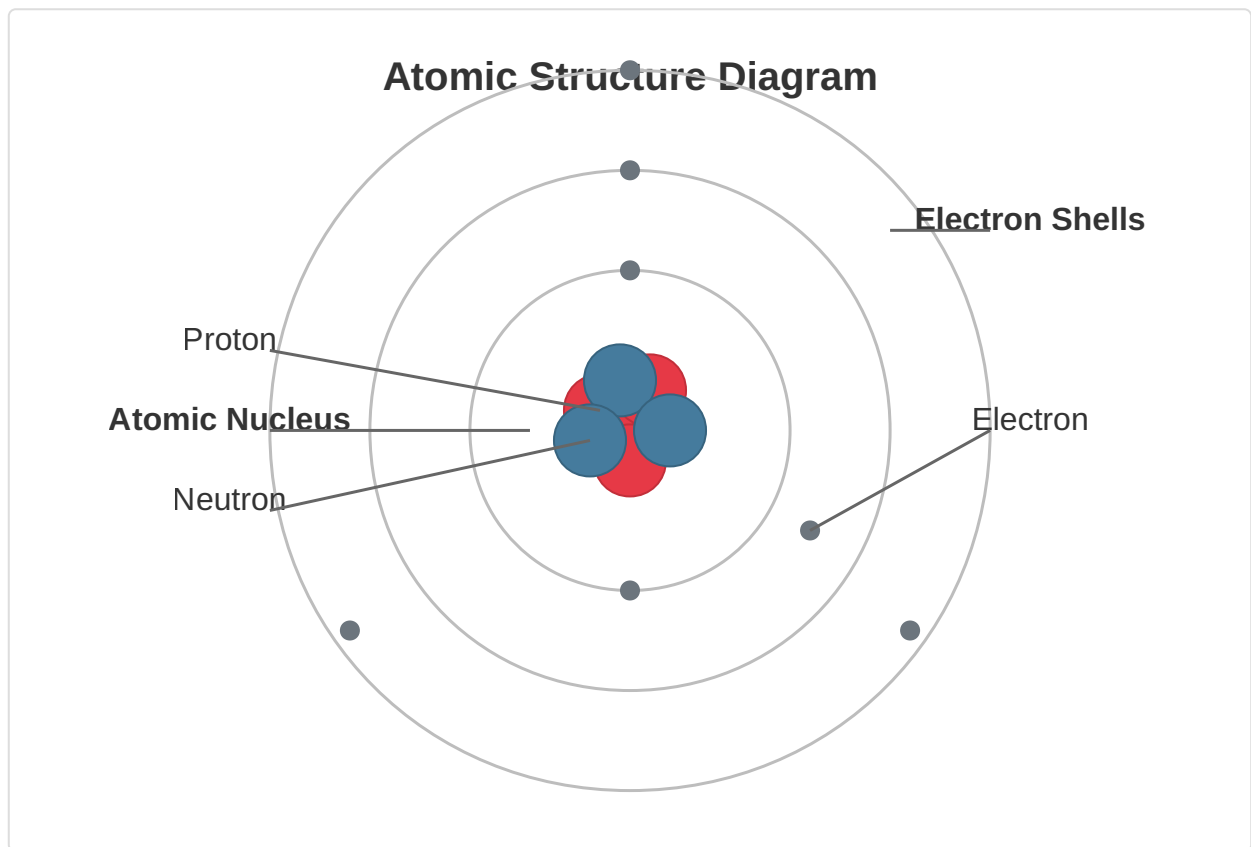 Atomic Structure Diagram
Electron Shells
Proton
Atomic Nucleus
Electron
Neutron